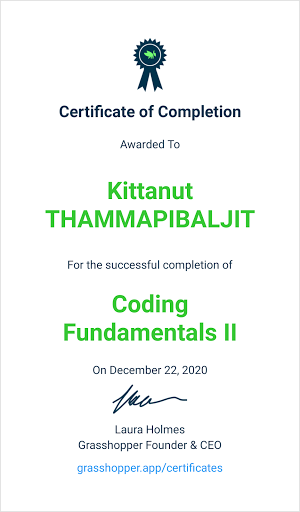 Certificate of Completion
Awarded To
Kittanut
THAMMAPIBALJIT
For the successful completion of
Coding
Fundamentals II
On December 22, 2020
Laura Holmes
Grasshopper Founder & CEO
grasshopper.app/certificates